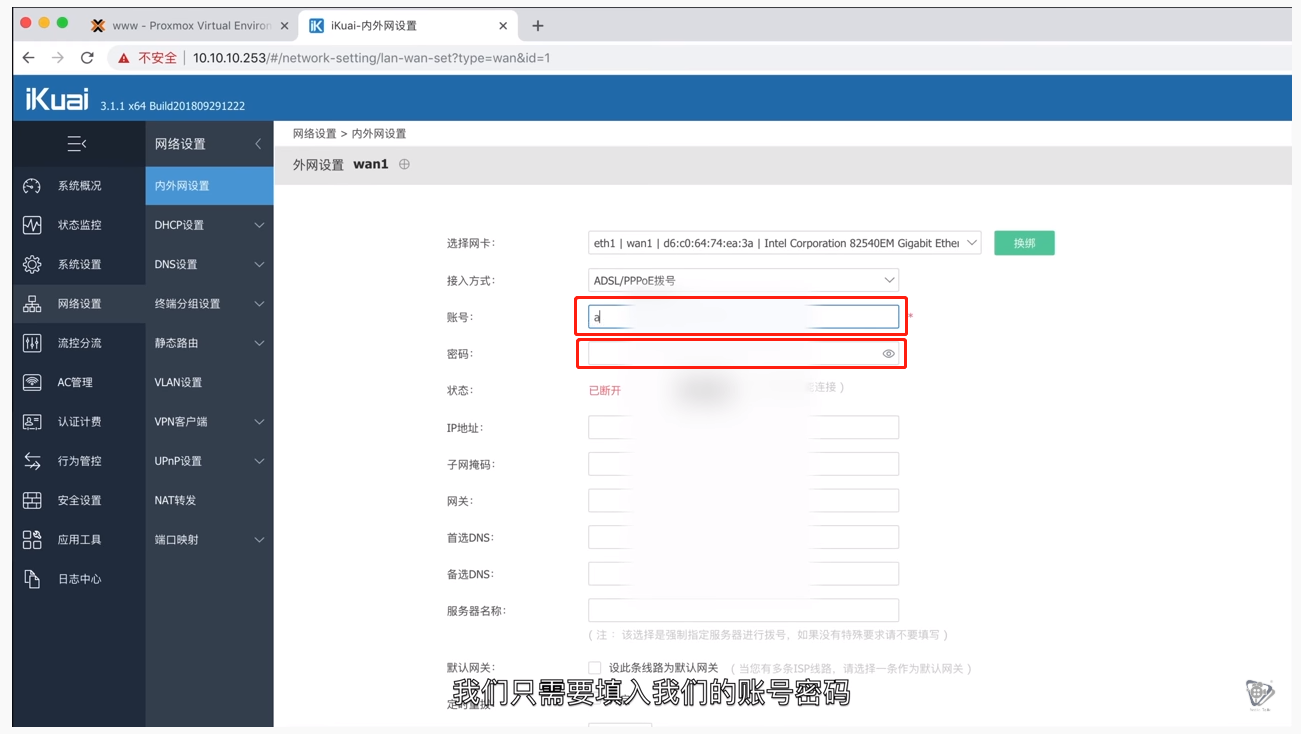 www - Proxmox Virtual Environ
iKuai-内外网设置
不安全
10.10.10.253/#/network-setting/lan-wan-set?type=wan&id=1
iKuai 3.1.1 x64 Build201809291222
网络设置
网络设置 > 内外网设置
外网设置 wan1
系统概况
状态监控
系统设置
网络设置
流控分流
AC管理
认证计费
行为管控
安全设置
应用工具
日志中心
内外网设置
DHCP设置
DNS设置
终端分组设置
静态路由
VLAN设置
VPN客户端
UPnP设置
NAT转发
端口映射
选择网卡: eth1 | wan1 | d6:c0:64:74:ea:3a | Intel Corporation 82540EM Gigabit Ether 换绑
接入方式: ADSL/PPPoE拨号
账号: a *
密码:
状态: 已断开 连接 )
IP地址:
子网掩码:
网关:
首选DNS:
备选DNS:
服务器名称:
( 注 : 该选择是强制指定服务器进行拨号，如果没有特殊要求请不要填写 )
默认网关: 设此条线路为默认网关 ( 当您有多条ISP线路，请选择一条作为默认网关 )
我们只需要填入我们的账号密码